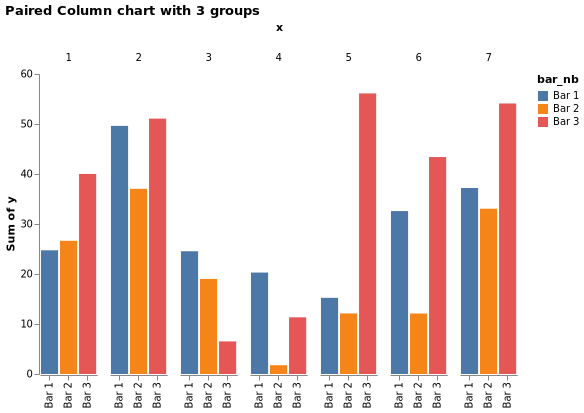 Paired Column chart with 3 groups
x
1 2 3 4 5 6 7
60
50
40
30
20
10
0
Sum of y
Bar 1 Bar 2 Bar 3 Bar 1 Bar 2 Bar 3 Bar 1 Bar 2 Bar 3 Bar 1 Bar 2 Bar 3 Bar 1 Bar 2 Bar 3 Bar 1 Bar 2 Bar 3 Bar 1 Bar 2 Bar 3
bar_nb
Bar 1
Bar 2
Bar 3